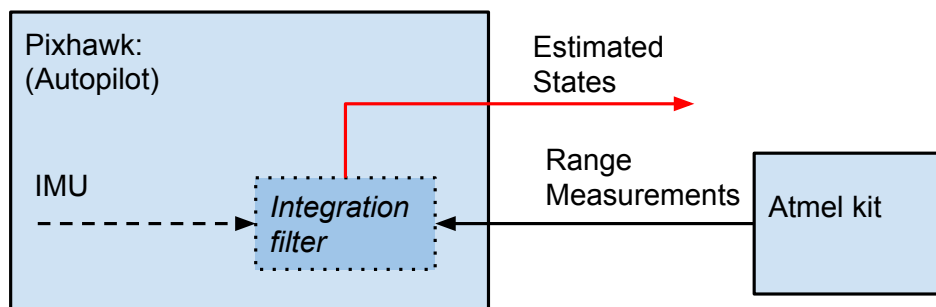 Pixhawk:
(Autopilot)
Estimated
States
IMU
Integration
filter
Range
Measurements
Atmel kit